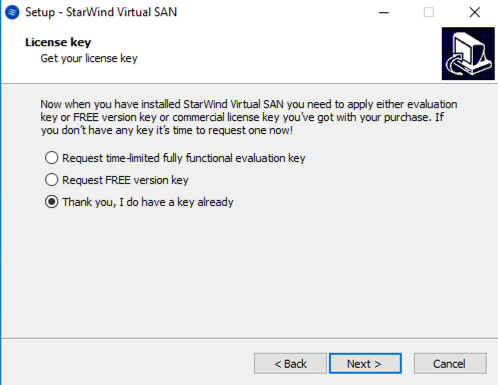 Setup - StarWind Virtual SAN
License key
Get your license key
Now when you have installed StarWind Virtual SAN you need to apply either evaluation
key or FREE version key or commercial license key you've got with your purchase. If
you don't have any key it's time to request one now!
Request time-limited fully functional evaluation key
Request FREE version key
Thank you, I do have a key already
< Back Next > Cancel